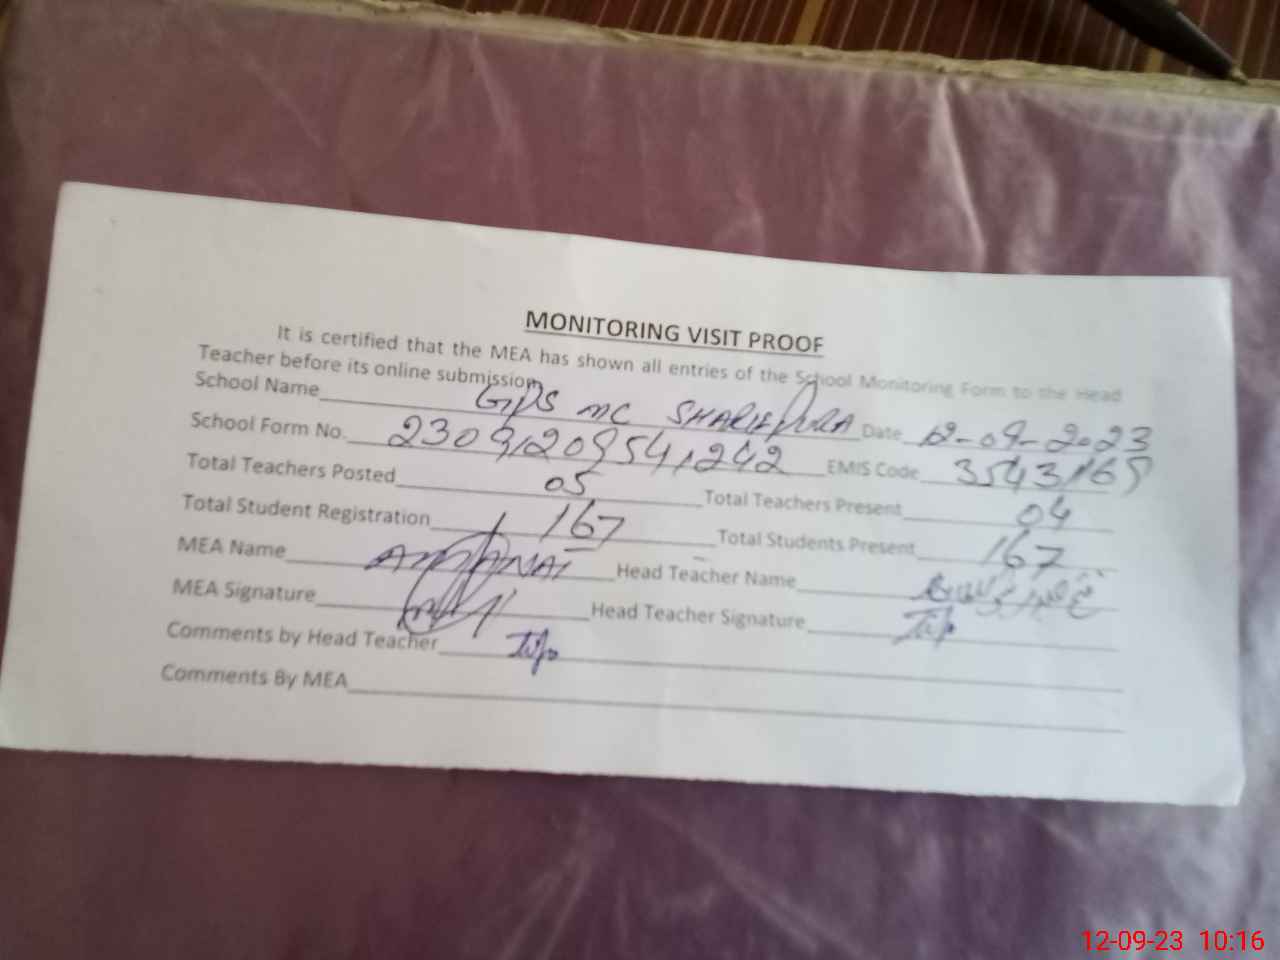 MONITORING VISIT PROOF
It is certified that the MEA has shown all entries of the School Monitoring Form to the Head
Teacher before its online submission
School Name GPS MC SHARIFPURA Date 12-09-2023
School Form No. EMIS Code
Total Teachers Posted 05 Total Teachers Present 04
Total Student Registration 167 Total Students Present 167
MEA Name Head Teacher Name
MEA Signature Head Teacher Signature
Comments by Head Teacher
Comments By MEA
12-09-23 10:16